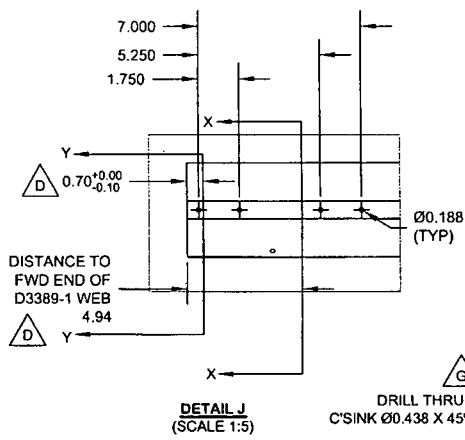 7.000
5.250
1.750
X
Y
D 0.70 +0.00 -0.10
Ø0.188
(TYP)
DISTANCE TO
FWD END OF
D3389-1 WEB
4.94
D Y
X
G
DETAIL J
(SCALE 1:5)
DRILL THRU
C'SINK Ø0.438 X 45°